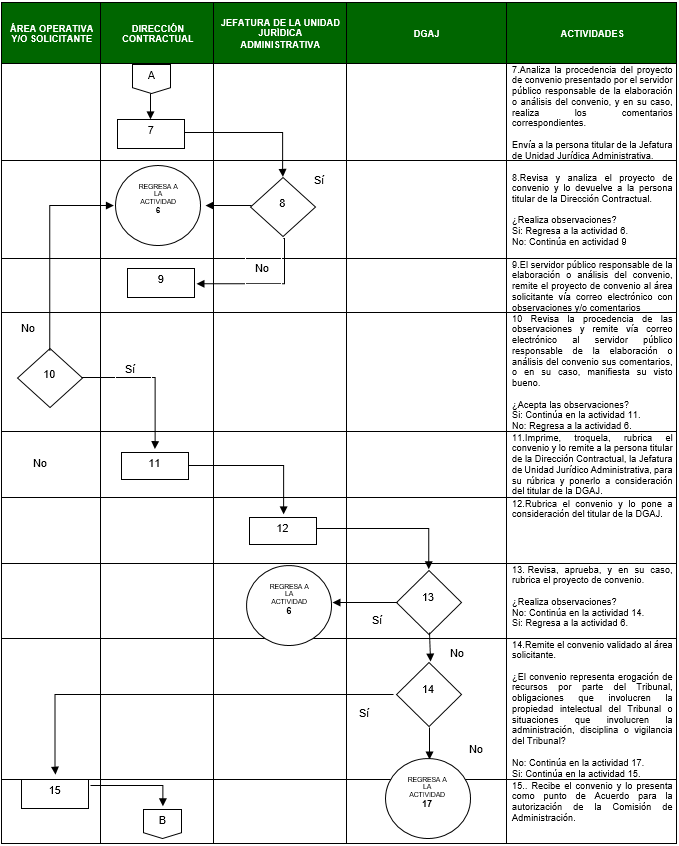 ÁREA OPERATIVA
Y/O SOLICITANTE
DIRECCIÓN
CONTRACTUAL
JEFATURA DE LA UNIDAD
JURÍDICA
ADMINISTRATIVA
DGAJ
ACTIVIDADES
A
7
7.Analiza la procedencia del proyecto
de convenio presentado por el servidor
público responsable de la elaboración
o análisis del convenio, y en su caso,
realiza los comentarios
correspondientes.
Envía a la persona titular de la Jefatura
de Unidad Jurídica Administrativa.
REGRESA A
LA
ACTIVIDAD
6
Sí
8
No
8.Revisa y analiza el proyecto de
convenio y lo devuelve a la persona
titular de la Dirección Contractual.
¿Realiza observaciones?
Si: Regresa a la actividad 6.
No: Continúa en actividad 9
9
9.El servidor público responsable de la
elaboración o análisis del convenio,
remite el proyecto de convenio al área
solicitante vía correo electrónico con
observaciones y/o comentarios
No
10
Sí
10 Revisa la procedencia de las
observaciones y remite vía correo
electrónico al servidor público
responsable de la elaboración o
análisis del convenio sus comentarios,
o en su caso, manifiesta su visto
bueno.
¿Acepta las observaciones?
Si: Continúa en la actividad 11.
No: Regresa a la actividad 6.
No
11
11.Imprime, troquela, rubrica el
convenio y lo remite a la persona titular
de la Dirección Contractual, la Jefatura
de Unidad Jurídico Administrativa, para
su rúbrica y ponerlo a consideración
del titular de la DGAJ.
12
12.Rubrica el convenio y lo pone a
consideración del titular de la DGAJ.
REGRESA A
LA
ACTIVIDAD
6
13
Sí
No
13. Revisa, aprueba, y en su caso,
rubrica el proyecto de convenio.
¿Realiza observaciones?
No: Continúa en la actividad 14.
Si: Regresa a la actividad 6.
14
Sí
No
14.Remite el convenio validado al área
solicitante.
¿El convenio representa erogación de
recursos por parte del Tribunal,
obligaciones que involucren la
propiedad intelectual del Tribunal o
situaciones que involucren la
administración, disciplina o vigilancia
del Tribunal?
No: Continúa en la actividad 17.
Si: Continúa en la actividad 15.
15
B
REGRESA A
LA
ACTIVIDAD
17
15.. Recibe el convenio y lo presenta
como punto de Acuerdo para la
autorización de la Comisión de
Administración.